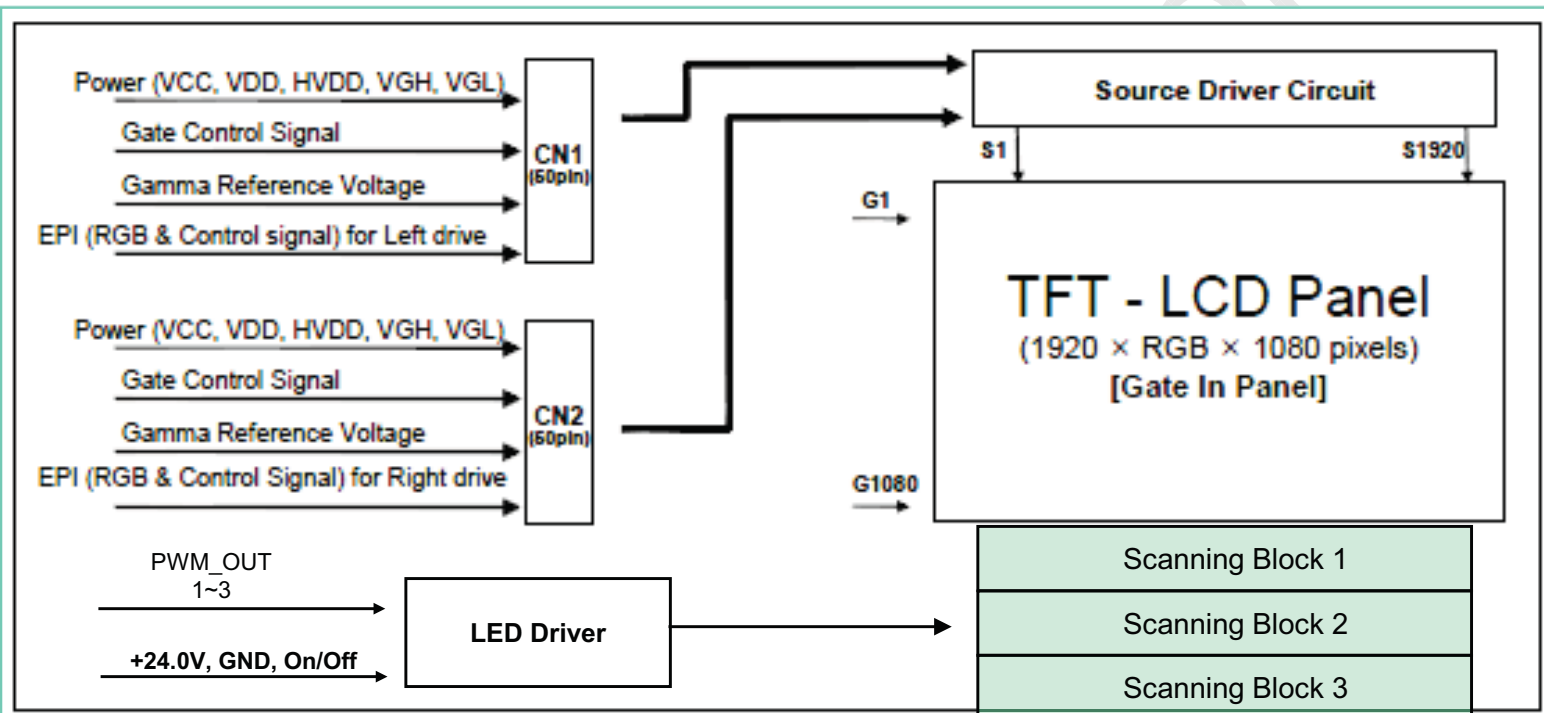 Power (VCC, VDD, HVDD, VGH, VGL)
Gate Control Signal
Gamma Reference Voltage
EPI (RGB & Control signal) for Left drive
CN1
(60pin)
Power (VCC, VDD, HVDD, VGH, VGL)
Gate Control Signal
Gamma Reference Voltage
EPI (RGB & Control Signal) for Right drive
CN2
(60pin)
Source Driver Circuit
S1
S1920
G1
G1080
TFT - LCD Panel
(1920 × RGB × 1080 pixels)
[Gate In Panel]
PWM_OUT
1~3
+24.0V, GND, On/Off
LED Driver
Scanning Block 1
Scanning Block 2
Scanning Block 3